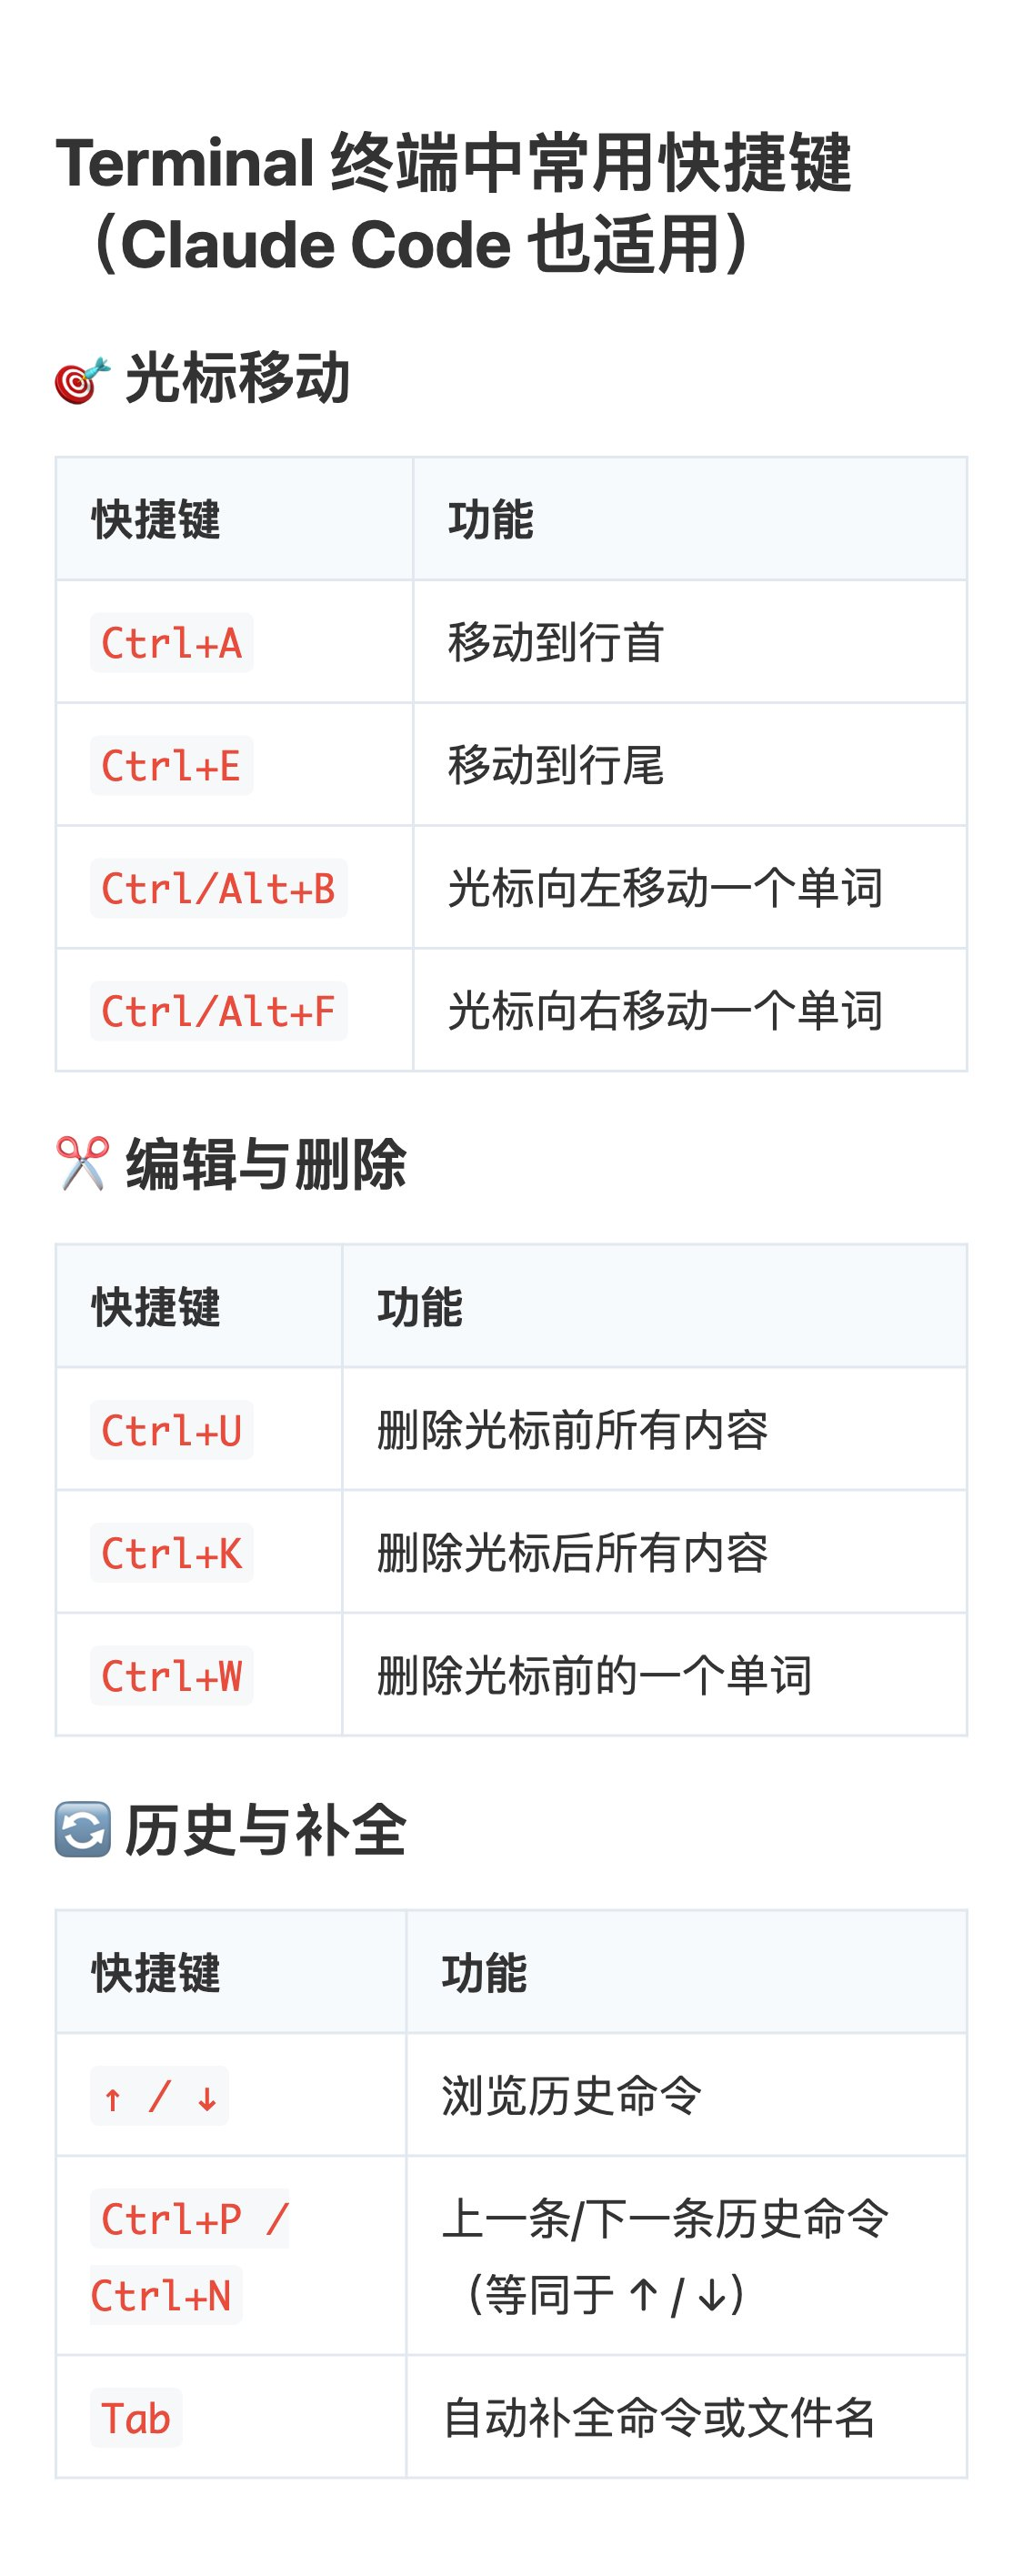 Terminal 终端中常用快捷键
（Claude Code 也适用）
🎯 光标移动
快捷键 功能
Ctrl+A 移动到行首
Ctrl+E 移动到行尾
Ctrl/Alt+B 光标向左移动一个单词
Ctrl/Alt+F 光标向右移动一个单词
✂️ 编辑与删除
快捷键 功能
Ctrl+U 删除光标前所有内容
Ctrl+K 删除光标后所有内容
Ctrl+W 删除光标前的一个单词
🔄 历史与补全
快捷键 功能
↑ / ↓ 浏览历史命令
Ctrl+P / 上一条/下一条历史命令
Ctrl+N （等同于 ↑ / ↓）
Tab 自动补全命令或文件名